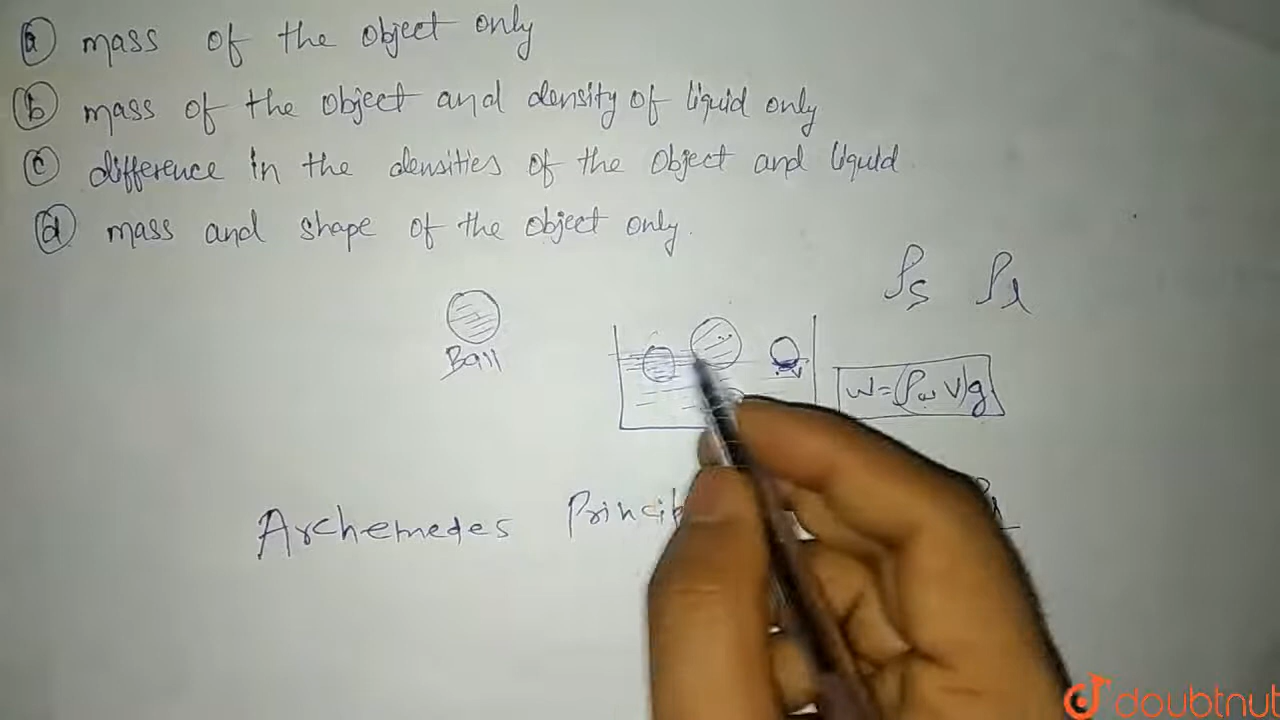 (a) mass of the object only
(b) mass of the object and density of liquid only
(c) difference in the densities of the object and liquid
(d) mass and shape of the object only.
ρs ρl
Ball
w = (ρω V)g
Archemedes
doubtnut